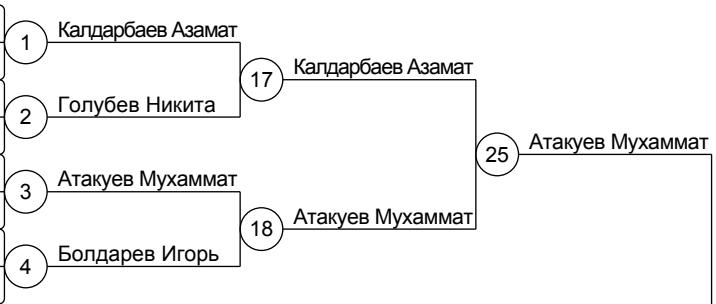 1 Калдарбаев Азамат
17 Калдарбаев Азамат
2 Голубев Никита
25 Атакуев Мухаммат
3 Атакуев Мухаммат
18 Атакуев Мухаммат
4 Болдарев Игорь